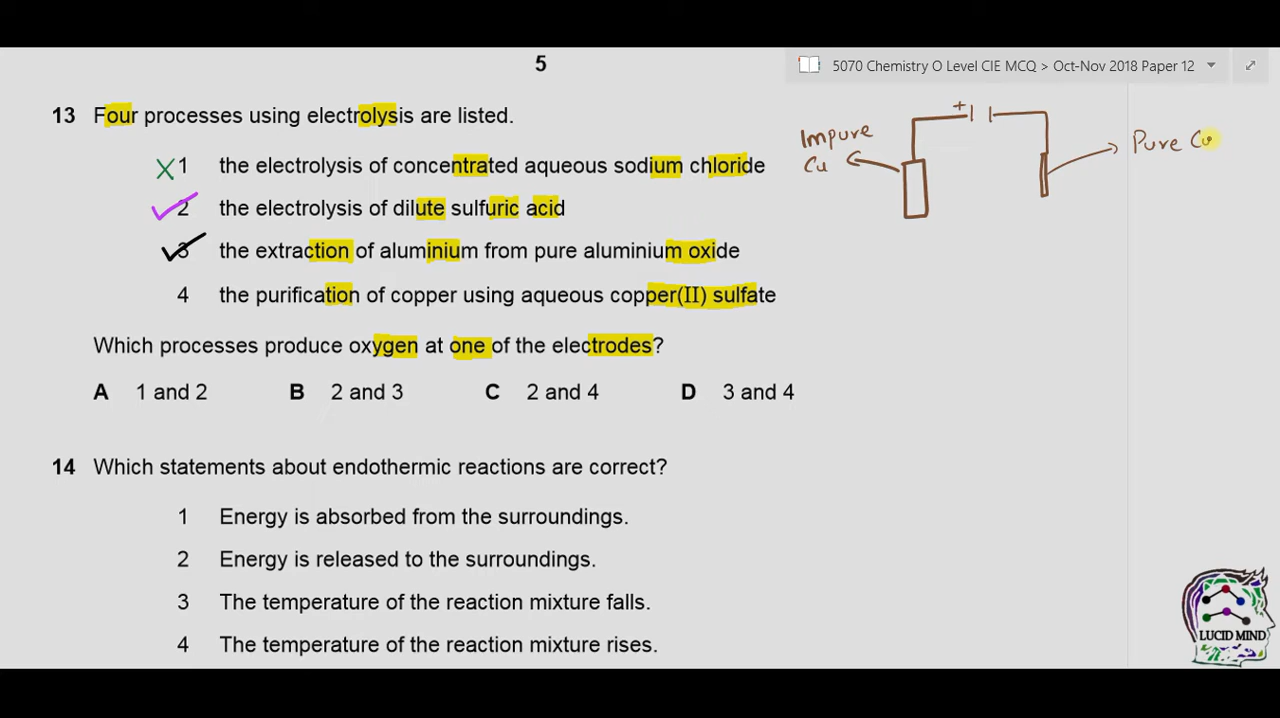 5
5070 Chemistry O Level CIE MCQ > Oct-Nov 2018 Paper 12
13 Four processes using electrolysis are listed.
1 the electrolysis of concentrated aqueous sodium chloride
2 the electrolysis of dilute sulfuric acid
3 the extraction of aluminium from pure aluminium oxide
4 the purification of copper using aqueous copper(II) sulfate
Which processes produce oxygen at one of the electrodes?
A 1 and 2 B 2 and 3 C 2 and 4 D 3 and 4
+
Impure
Cu
Pure Cu
14 Which statements about endothermic reactions are correct?
1 Energy is absorbed from the surroundings.
2 Energy is released to the surroundings.
3 The temperature of the reaction mixture falls.
4 The temperature of the reaction mixture rises.
LUCID MIND